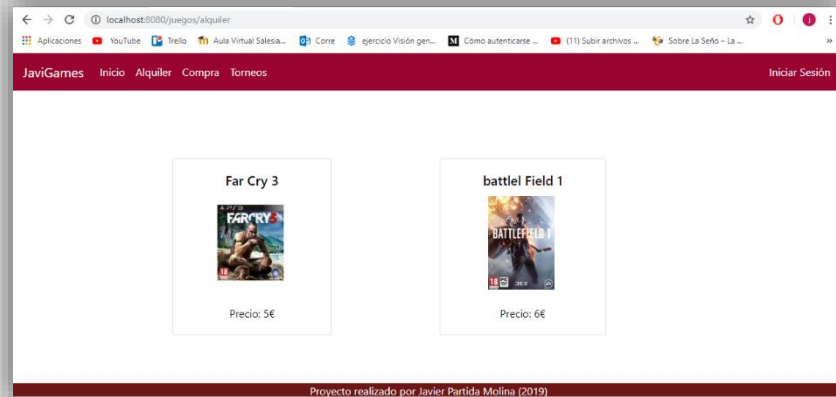 localhost:8080/juegos/alquiler
Aplicaciones YouTube Trello Aula Virtual Salesia... Corre ejercicio Visión gen... Cómo autenticarse ... (11) Subir archivos ... Sobre La Seño – La ... »
JaviGames Inicio Alquiler Compra Torneos Iniciar Sesión
Far Cry 3
battlel Field 1
FARCRY3
BATTLEFIELD 1
18
18
Precio: 5€
Precio: 6€
Proyecto realizado por Javier Partida Molina (2019)